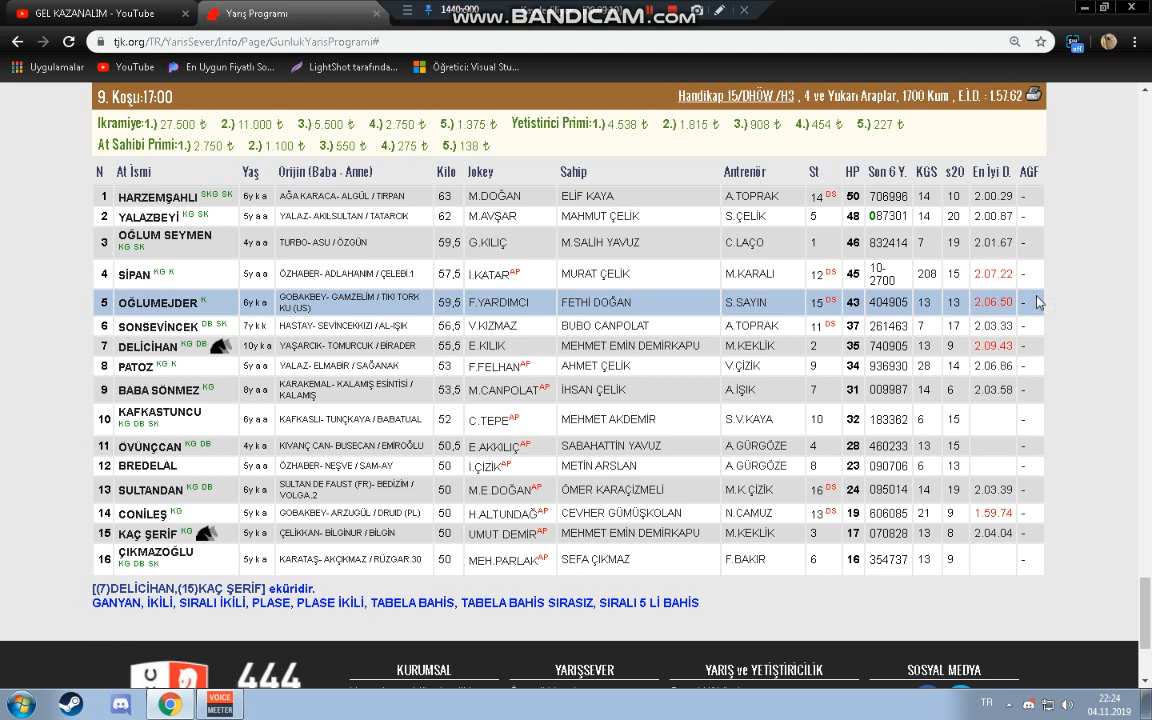 GEL KAZANALIM - YouTube
Yarış Programı
1440x900
www.BANDICAM.com
tjk.org/TR/YarisSever/Info/Page/GunlukYarisProgrami#
Uygulamalar YouTube En Uygun Fiyatlı So... LightShot tarafında... Öğretici: Visual Stu...
9. Koşu:17:00 Handikap 15/DHÖW /H3 , 4 ve Yukarı Araplar, 1700 Kum , E.İ.D. : 1.57.62
İkramiye:1.) 27.500 ₺ 2.) 11.000 ₺ 3.) 5.500 ₺ 4.) 2.750 ₺ 5.) 1.375 ₺ Yetiştirici Primi:1.) 4.538 ₺ 2.) 1.815 ₺ 3.) 908 ₺ 4.) 454 ₺ 5.) 227 ₺
At Sahibi Primi:1.) 2.750 ₺ 2.) 1.100 ₺ 3.) 550 ₺ 4.) 275 ₺ 5.) 138 ₺
N At İsmi Yaş Orijin (Baba - Anne) Kilo Jokey Sahip Antrenör St HP Son 6 Y. KGS s20 En İyi D. AGF
1 HARZEMŞAHLI SKG SK 6y k a AĞA KARACA- ALGÜL / TIRPAN 63 M.DOĞAN ELİF KAYA A.TOPRAK 14 DS 50 706996 14 10 2.00.29 -
2 YALAZBEYİ KG SK 5y a a YALAZ- AKILSULTAN / TATARCIK 62 M.AVŞAR MAHMUT ÇELİK S.ÇELİK 5 48 087301 14 20 2.00.87 -
3 OĞLUM SEYMEN KG SK 4y a a TURBO- ASU / ÖZGÜN 59,5 G.KILIÇ M.SALİH YAVUZ C.LAÇO 1 46 832414 7 19 2.01.67 -
4 SİPAN KG K 5y a a ÖZHABER- ADLAHANIM / ÇELEBİ.1 57,5 İ.KATAR AP MURAT ÇELİK M.KARALI 12 DS 45 10-2700 208 15 2.07.22 -
5 OĞLUMEJDER K 6y k a GOBAKBEY- GAMZELİM / TIKI TORK KU (US) 59,5 F.YARDIMCI FETHİ DOĞAN S.SAYIN 15 DS 43 404905 13 13 2.06.50 -
6 SONSEVİNCEK DB SK 7y k k HASTAY- SEVİNCEKKIZI / AL-IŞIK 56,5 V.KIZMAZ BUBO CANPOLAT A.TOPRAK 11 DS 37 261463 7 17 2.03.33 -
7 DELİCİHAN KG DB 10y k a YAŞARCIK- TOMURCUK / BİRADER 55,5 E.KILIK MEHMET EMİN DEMİRKAPU M.KEKLİK 2 35 740905 13 9 2.09.43 -
8 PATOZ KG K 5y a a YALAZ- ELMABİR / SAĞANAK 53 F.FELHAN AP AHMET ÇELİK V.ÇİZİK 9 34 936930 28 14 2.06.86 -
9 BABA SÖNMEZ KG 8y a a KARAKEMAL- KALAMIŞ ESİNTİSİ / KALAMIŞ 53,5 M.CANPOLAT AP İHSAN ÇELİK A.IŞIK 7 31 009987 14 6 2.03.58 -
10 KAFKASTUNCU KG DB SK 6y a a KAFKASLI- TUNÇKAYA / BABATUAL 52 C.TEPE AP MEHMET AKDEMİR S.V.KAYA 10 32 183362 6 15 -
11 ÖVÜNÇCAN KG DB 4y k a KIVANÇ CAN- BUSECAN / EMİROĞLU 50,5 E.AKKILIÇ AP SABAHATTİN YAVUZ A.GÜRGÖZE 4 28 460233 13 15 -
12 BREDELAL 5y a a ÖZHABER- NEŞVE / SAM-AY 50 İ.ÇİZİK AP METİN ARSLAN A.GÜRGÖZE 8 23 090706 6 13 -
13 SULTANDAN KG DB 6y k a SULTAN DE FAUST (FR)- BEDİZİM / VOLGA.2 50 M.E.DOĞAN AP ÖMER KARAÇİZMELİ M.K.ÇİZİK 16 DS 24 095014 14 19 2.03.39 -
14 CONİLEŞ KG 5y k a GOBAKBEY- ARZUGÜL / DRUID (PL) 50 H.ALTUNDAĞ AP CEVHER GÜMÜŞKOLAN N.CAMUZ 13 DS 19 606085 21 9 1.59.74 -
15 KAÇ ŞERİF KG 5y k a ÇELİKKAN- BİLGİNUR / BİLGİN 50 UMUT DEMİR AP MEHMET EMİN DEMİRKAPU M.KEKLİK 3 17 070828 13 8 2.04.04 -
16 ÇIKMAZOĞLU KG DB SK 5y k a KARATAŞ- AKÇIKMAZ / RÜZGAR.30 50 MEH.PARLAK AP SEFA ÇIKMAZ F.BAKIR 6 16 354737 13 9 -
[(7)DELİCİHAN,(15)KAÇ ŞERİF] eküridir.
GANYAN, İKİLİ, SIRALI İKİLİ, PLASE, PLASE İKİLİ, TABELA BAHİS, TABELA BAHİS SIRASIZ, SIRALI 5 Lİ BAHİS
444 KURUMSAL YARIŞSEVER YARIŞ ve YETİŞTİRİCİLİK SOSYAL MEDYA
VOICE MEETER
TR
22:24
04.11.2019